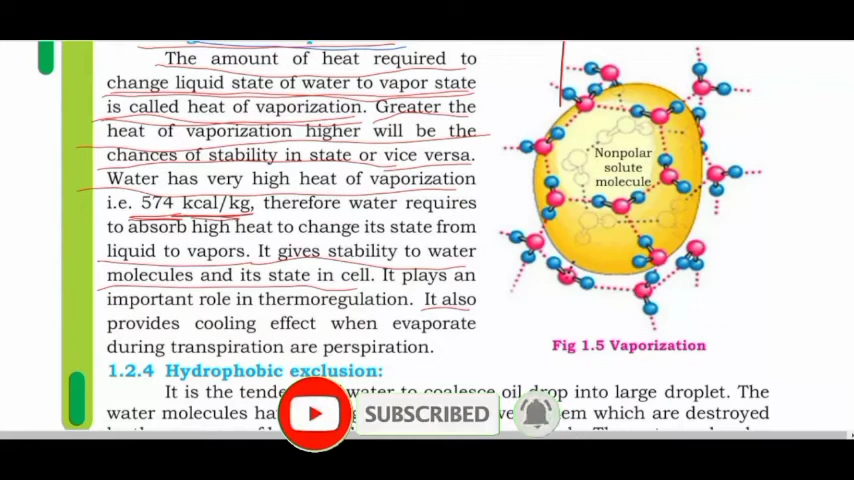 The amount of heat required to
change liquid state of water to vapor state
is called heat of vaporization. Greater the
heat of vaporization higher will be the
chances of stability in state or vice versa.
Water has very high heat of vaporization
i.e. 574 kcal/kg, therefore water requires
to absorb high heat to change its state from
liquid to vapors. It gives stability to water
molecules and its state in cell. It plays an
important role in thermoregulation. It also
provides cooling effect when evaporate
during transpiration are perspiration.
Nonpolar
solute
molecule
Fig 1.5 Vaporization
1.2.4 Hydrophobic exclusion:
It is the water to coalesce oil drop into large droplet. The
water molecules which are destroyed
SUBSCRIBED